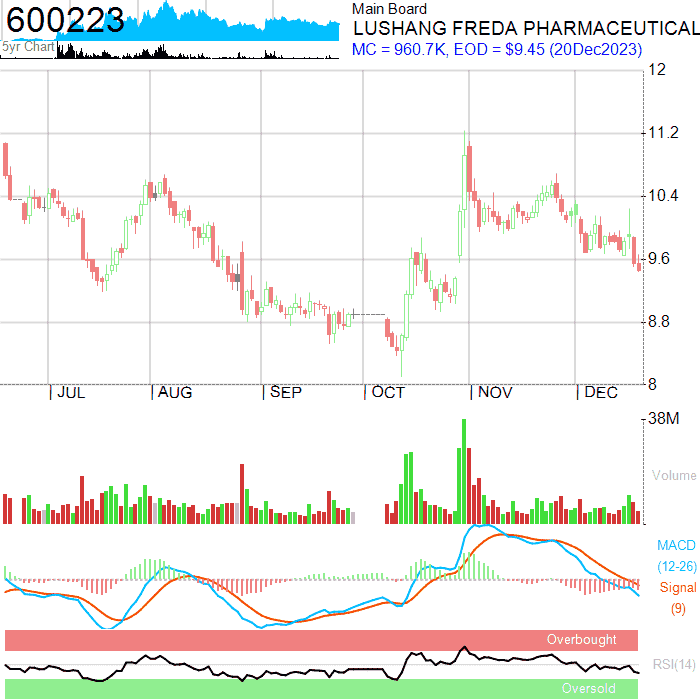 600223
5yr Chart
Main Board
LUSHANG FREDA PHARMACEUTICAL
MC = 960.7K, EOD = $9.45 (20Dec2023)
12
11.2
10.4
9.6
8.8
8
JUL AUG SEP OCT NOV DEC
38M
Volume
MACD
(12-26)
Signal
(9)
Overbought
RSI(14)
Oversold